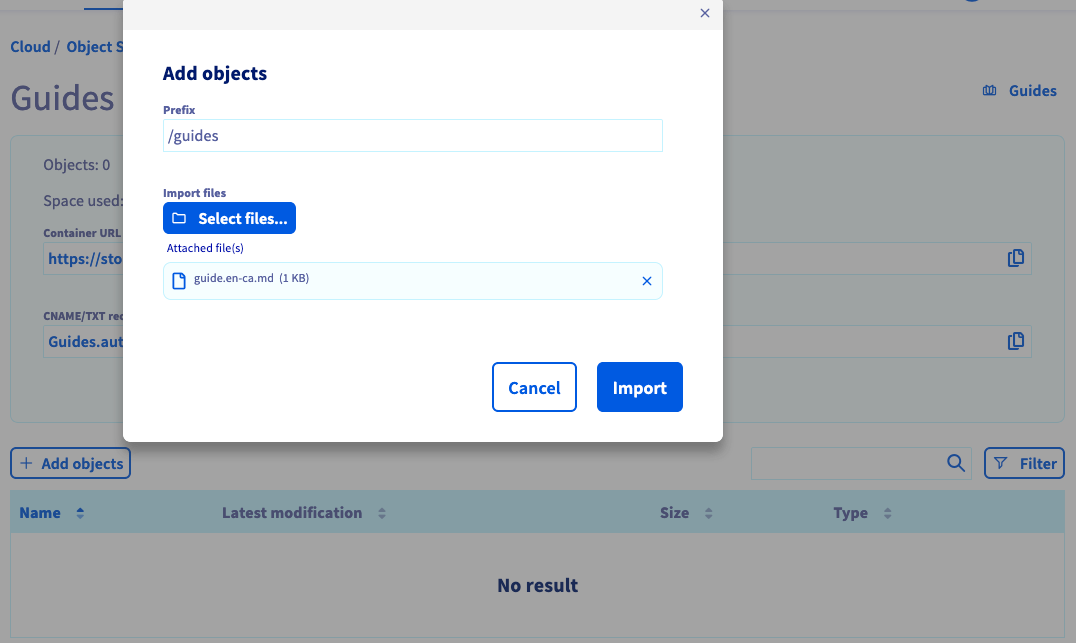 Cloud / Object S
Guides
Guides
Objects: 0
Space used:
Container URL
https://sto
CNAME/TXT rec
Guides.aut
Add objects
Prefix
/guides
Import files
Select files...
Attached file(s)
guide.en-ca.md (1 KB)
Cancel
Import
Add objects
Filter
Name
Latest modification
Size
Type
No result